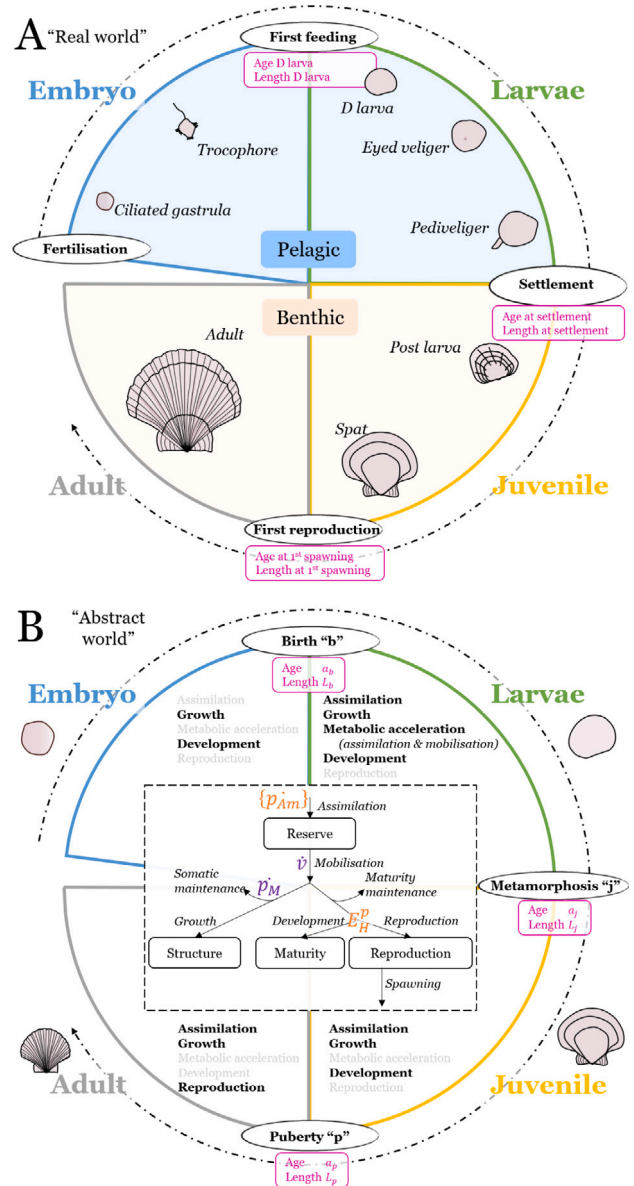 A
"Real world"
First feeding
Age D larva
Length D larva
Embryo
Larvae
D larva
Trocophore
Eyed veliger
Ciliated gastrula
Pediveliger
Fertilisation
Pelagic
Settlement
Age at settlement
Length at settlement
Benthic
Adult
Post larva
Spat
Adult
Juvenile
First reproduction
Age at 1st spawning
Length at 1st spawning
B
"Abstract
world"
Birth "b"
Age a_b
Length L_b
Embryo
Larvae
Assimilation
Growth
Metabolic acceleration
Development
Reproduction
Assimilation
Growth
Metabolic acceleration
(assimilation & mobilisation)
Development
Reproduction
{ṗ_Am}
Assimilation
Reserve
v̇
Mobilisation
Somatic
maintenance
ṗ_M
Maturity
maintenance
Growth
Development
E_H^p
Reproduction
Structure
Maturity
Reproduction
Spawning
Metamorphosis "j"
Age a_j
Length L_j
Assimilation
Growth
Metabolic acceleration
Development
Reproduction
Assimilation
Growth
Metabolic acceleration
Development
Reproduction
Adult
Juvenile
Puberty "p"
Age a_p
Length L_p